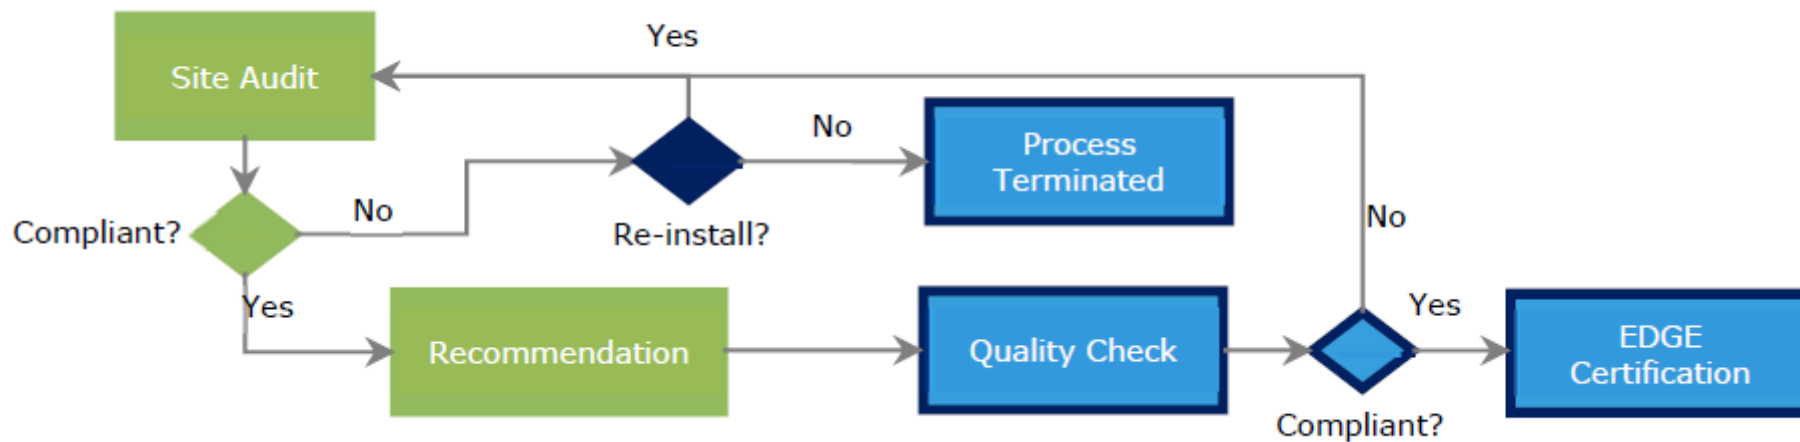 Yes
Site Audit
No
Process
Terminated
Compliant?
No
Re-install?
No
Yes
Recommendation
Quality Check
Yes
EDGE
Certification
Compliant?